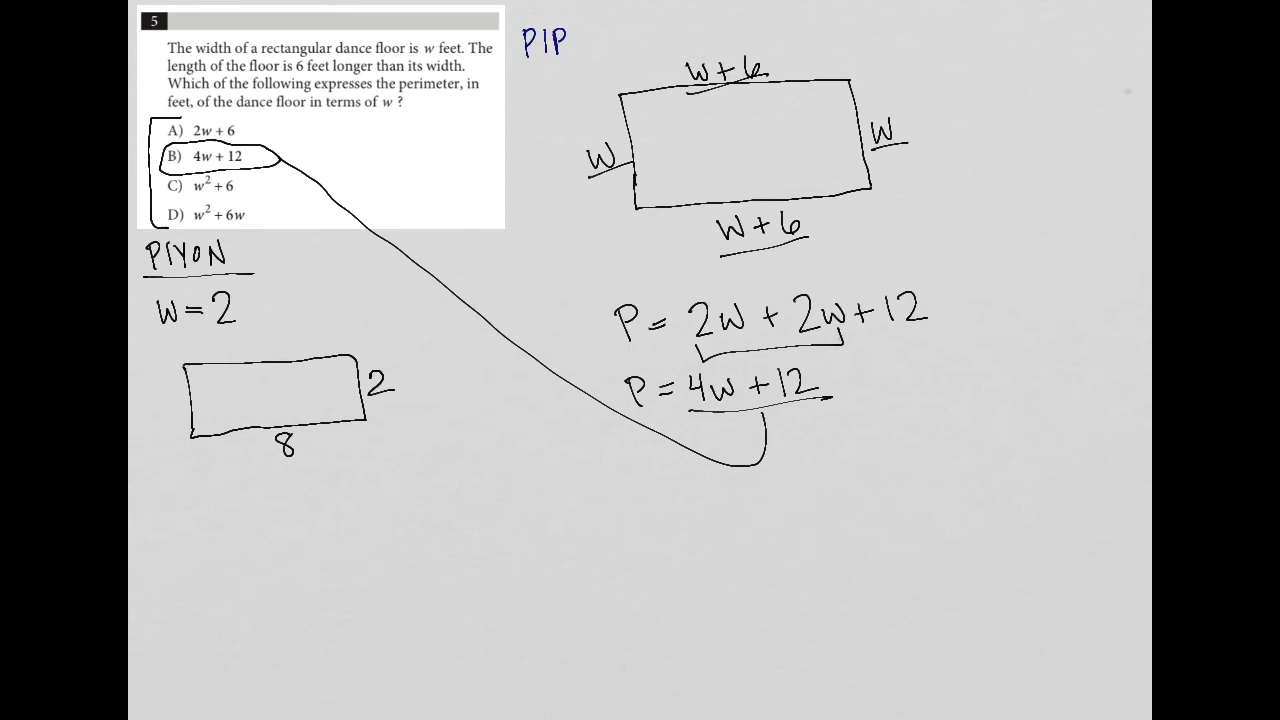 5
The width of a rectangular dance floor is w feet. The
length of the floor is 6 feet longer than its width.
Which of the following expresses the perimeter, in
feet, of the dance floor in terms of w ?
A) 2w + 6
B) 4w + 12
C) w² + 6
D) w² + 6w
PIYON
W = 2
2
8
PIP
W + 6
W
W
W + 6
P = 2W + 2W + 12
P = 4W + 12